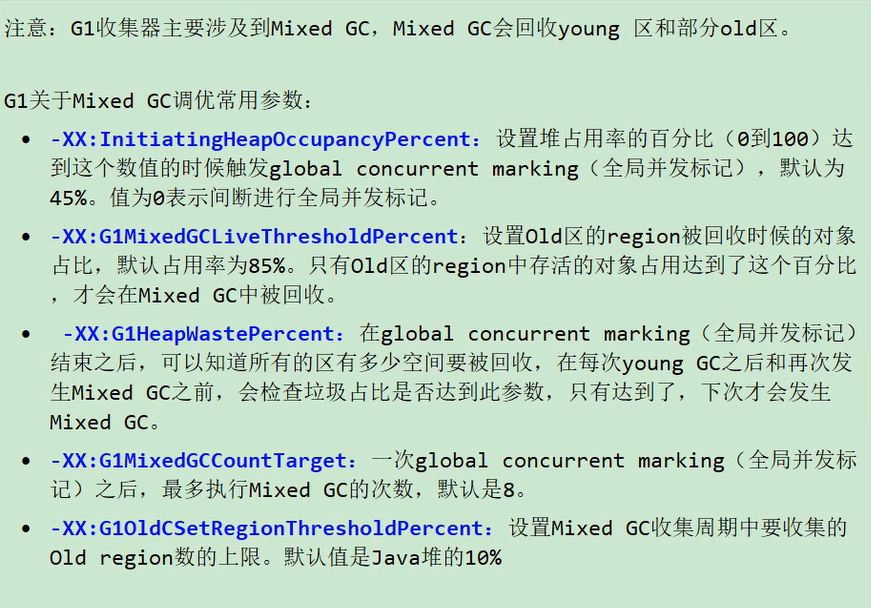 注意：G1收集器主要涉及到Mixed GC，Mixed GC会回收young 区和部分old区。
G1关于Mixed GC调优常用参数：
• -XX:InitiatingHeapOccupancyPercent：设置堆占用率的百分比（0到100）达
到这个数值的时候触发global concurrent marking（全局并发标记），默认为
45%。值为0表示间断进行全局并发标记。
• -XX:G1MixedGCLiveThresholdPercent：设置Old区的region被回收时候的对象
占比，默认占用率为85%。只有Old区的region中存活的对象占用达到了这个百分比
，才会在Mixed GC中被回收。
• -XX:G1HeapWastePercent：在global concurrent marking（全局并发标记）
结束之后，可以知道所有的区有多少空间要被回收，在每次young GC之后和再次发
生Mixed GC之前，会检查垃圾占比是否达到此参数，只有达到了，下次才会发生
Mixed GC。
• -XX:G1MixedGCCountTarget：一次global concurrent marking（全局并发标
记）之后，最多执行Mixed GC的次数，默认是8。
• -XX:G1OldCSetRegionThresholdPercent：设置Mixed GC收集周期中要收集的
Old region数的上限。默认值是Java堆的10%